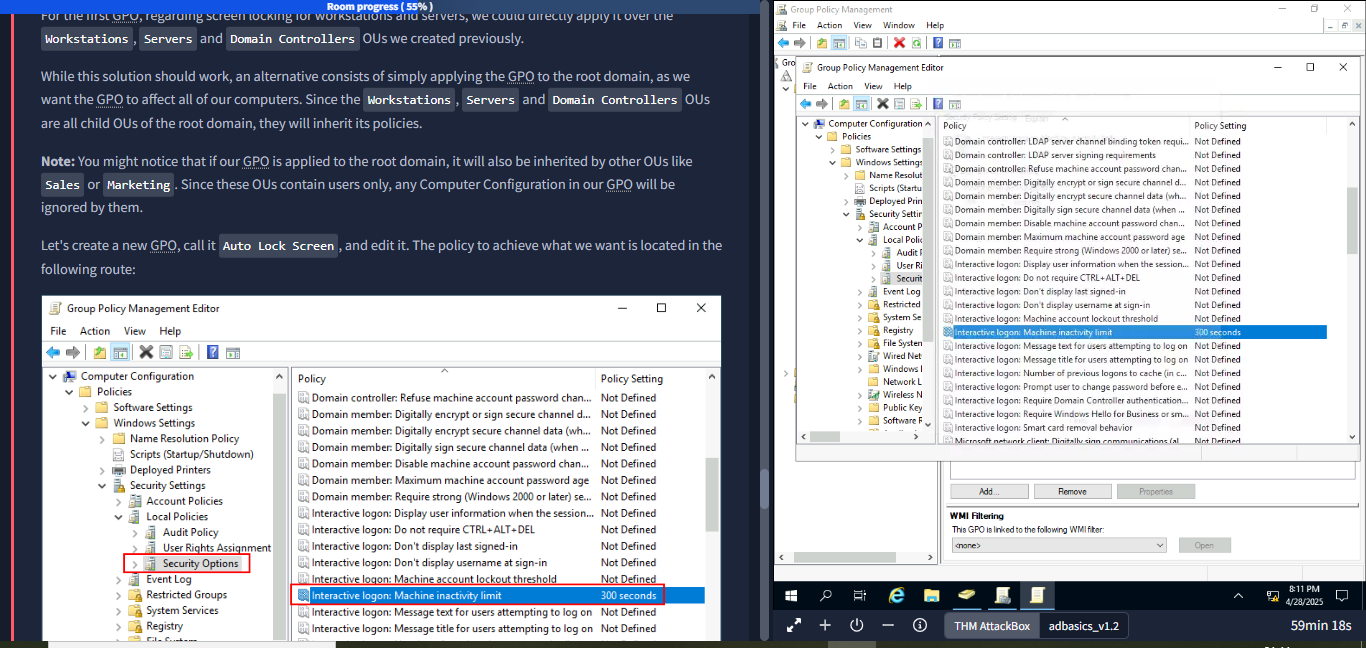 Room progress ( 55% )
For the first GPO, regarding screen locking for workstations and servers, we could directly apply it over the
Workstations , Servers and Domain Controllers OUs we created previously.
While this solution should work, an alternative consists of simply applying the GPO to the root domain, as we
want the GPO to affect all of our computers. Since the Workstations , Servers and Domain Controllers OUs
are all child OUs of the root domain, they will inherit its policies.
Note: You might notice that if our GPO is applied to the root domain, it will also be inherited by other OUs like
Sales or Marketing . Since these OUs contain users only, any Computer Configuration in our GPO will be
ignored by them.
Let's create a new GPO, call it Auto Lock Screen , and edit it. The policy to achieve what we want is located in the
following route:
Group Policy Management Editor
File Action View Help
Computer Configuration
Policies
Software Settings
Windows Settings
Name Resolution Policy
Scripts (Startup/Shutdown)
Deployed Printers
Security Settings
Account Policies
Local Policies
Audit Policy
User Rights Assignment
Security Options
Event Log
Restricted Groups
System Services
Registry
File System
Policy Policy Setting
Domain controller: Refuse machine account password chan... Not Defined
Domain member: Digitally encrypt or sign secure channel d... Not Defined
Domain member: Digitally encrypt secure channel data (wh... Not Defined
Domain member: Digitally sign secure channel data (when ... Not Defined
Domain member: Disable machine account password chan... Not Defined
Domain member: Maximum machine account password age Not Defined
Domain member: Require strong (Windows 2000 or later) se... Not Defined
Interactive logon: Display user information when the session... Not Defined
Interactive logon: Do not require CTRL+ALT+DEL Not Defined
Interactive logon: Don't display last signed-in Not Defined
Interactive logon: Don't display username at sign-in Not Defined
Interactive logon: Machine account lockout threshold Not Defined
Interactive logon: Machine inactivity limit 300 seconds
Interactive logon: Message text for users attempting to log on Not Defined
Interactive logon: Message title for users attempting to log on Not Defined
Group Policy Management
File Action View Window Help
Gro
Group Policy Management Editor
File Action View Help
Computer Configuration
Policies
Software Settings
Windows Settings
Name Resolut
Scripts (Startu
Deployed Prin
Security Settin
Account P
Local Polic
Audit P
User Ri
Securit
Event Log
Restricted
System Se
Registry
File System
Wired Net
Windows
Network L
Wireless N
Public Key
Software R
Policy Policy Setting
Domain controller: LDAP server channel binding token requi... Not Defined
Domain controller: LDAP server signing requirements Not Defined
Domain controller: Refuse machine account password chan... Not Defined
Domain member: Digitally encrypt or sign secure channel d... Not Defined
Domain member: Digitally encrypt secure channel data (wh... Not Defined
Domain member: Digitally sign secure channel data (when ... Not Defined
Domain member: Disable machine account password chan... Not Defined
Domain member: Maximum machine account password age Not Defined
Domain member: Require strong (Windows 2000 or later) se... Not Defined
Interactive logon: Display user information when the session... Not Defined
Interactive logon: Do not require CTRL+ALT+DEL Not Defined
Interactive logon: Don't display last signed-in Not Defined
Interactive logon: Don't display username at sign-in Not Defined
Interactive logon: Machine account lockout threshold Not Defined
Interactive logon: Machine inactivity limit 300 seconds
Interactive logon: Message text for users attempting to log on Not Defined
Interactive logon: Message title for users attempting to log on Not Defined
Interactive logon: Number of previous logons to cache (in c... Not Defined
Interactive logon: Prompt user to change password before e... Not Defined
Interactive logon: Require Domain Controller authentication... Not Defined
Interactive logon: Require Windows Hello for Business or sm... Not Defined
Interactive logon: Smart card removal behavior Not Defined
Microsoft network client: Digitally sign communications (al... Not Defined
Add... Remove Properties
WMI Filtering
This GPO is linked to the following WMI filter:
<none> Open
8:11 PM
4/28/2025
THM AttackBox adbasics_v1.2 59min 18s